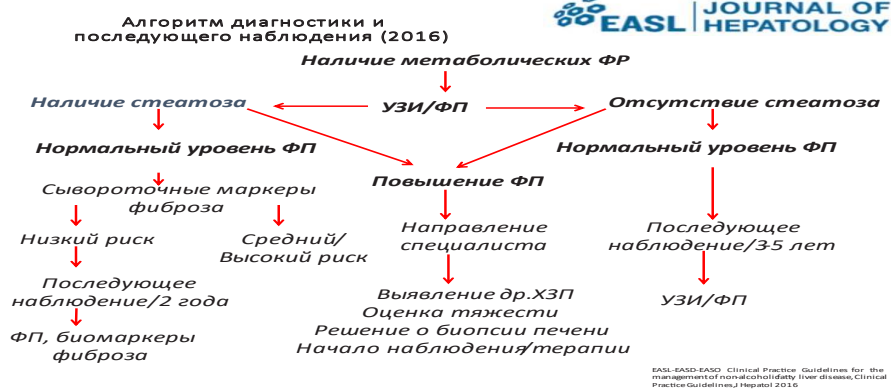 Алгоритм диагностики и
последующего наблюдения (2016)
EASL
JOURNAL OF
HEPATOLOGY
Наличие метаболических ФР
Наличие стеатоза
УЗИ/ФП
Отсутствие стеатоза
Нормальный уровень ФП
Нормальный уровень ФП
Повышение ФП
Сывороточные маркеры
фиброза
Низкий риск
Средний/
Высокий риск
Направление
специалиста
Последующее
наблюдение/3-5 лет
Последующее
наблюдение/2 года
Выявление др.ХЗП
Оценка тяжести
Решение о биопсии печени
Начало наблюдения/терапии
УЗИ/ФП
ФП, биомаркеры
фиброза
EASL-EASD-EASO Clinical Practice Guidelines for the
management of non-alcoholic fatty liver disease, Clinical
Practice Guidelines, J Hepatol 2016